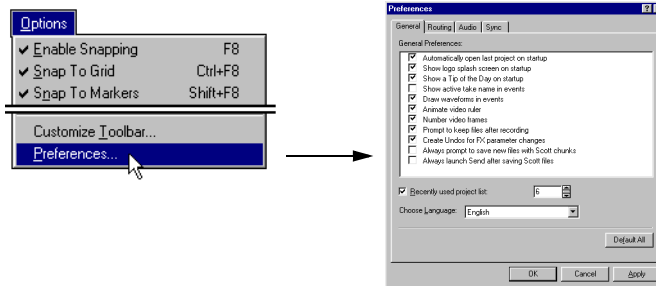 Options
Enable Snapping F8
Snap To Grid Ctrl+F8
Snap To Markers Shift+F8
Customize Toolbar...
Preferences...
Preferences
General Routing Audio Sync
General Preferences:
Automatically open last project on startup
Show logo splash screen on startup
Show a Tip of the Day on startup
Show active take name in events
Draw waveforms in events
Animate video ruler
Number video frames
Prompt to keep files after recording
Create Undos for FX parameter changes
Always prompt to save new files with Scott chunks
Always launch Send after saving Scott files
Recently used project list: 6
Choose Language: English
Default All
OK Cancel Apply